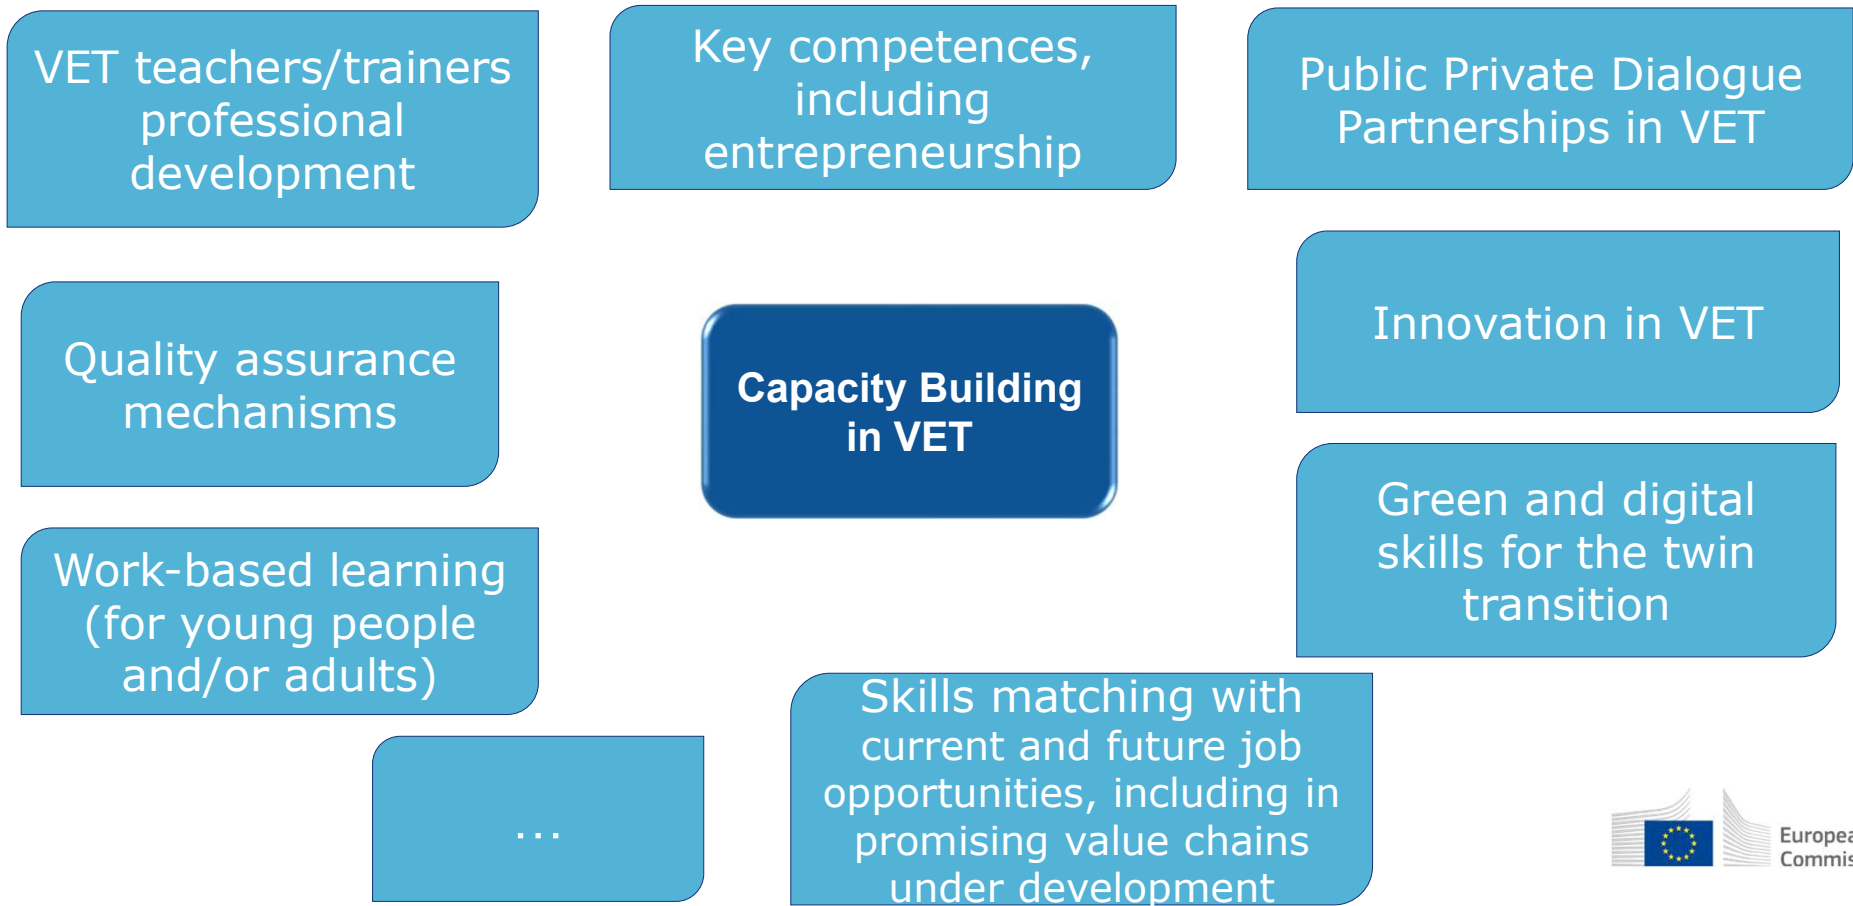 VET teachers/trainers
professional
development
Key competences,
including
entrepreneurship
Public Private Dialogue
Partnerships in VET
Quality assurance
mechanisms
Capacity Building
in VET
Innovation in VET
Work-based learning
(for young people
and/or adults)
Green and digital
skills for the twin
transition
...
Skills matching with
current and future job
opportunities, including in
promising value chains
under development